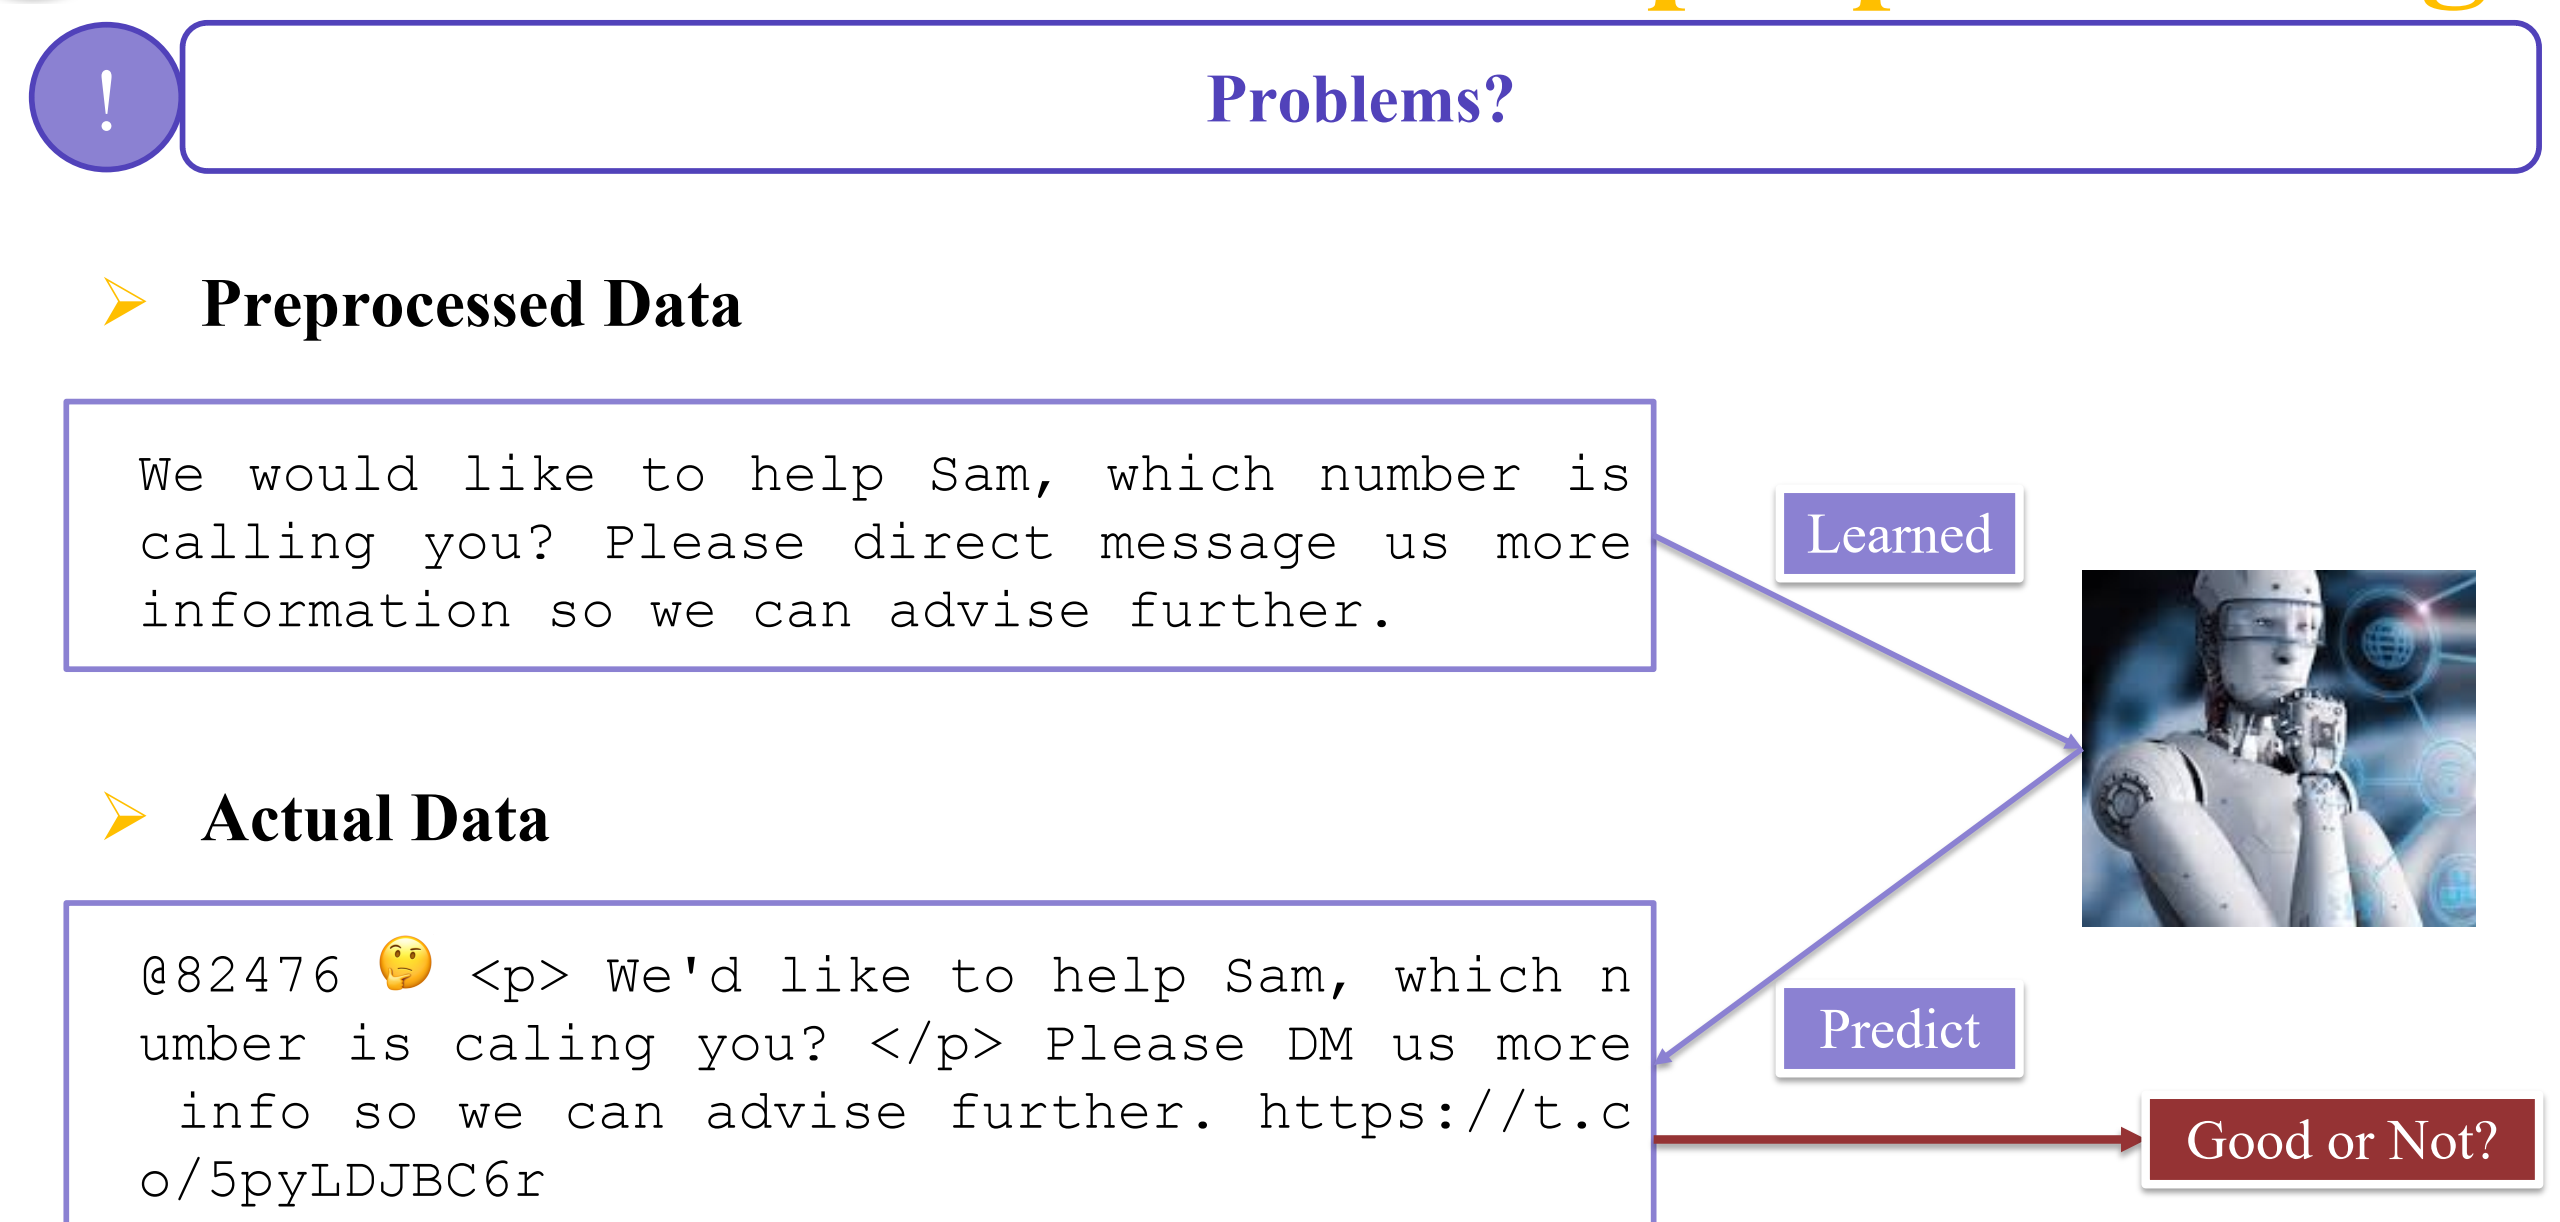 !
Problems?
Preprocessed Data
We would like to help Sam, which number is
calling you? Please direct message us more
information so we can advise further.
Learned
Actual Data
@82476 🤔 <p> We'd like to help Sam, which n
umber is caling you? </p> Please DM us more
info so we can advise further. https://t.c
o/5pyLDJBC6r
Predict
Good or Not?